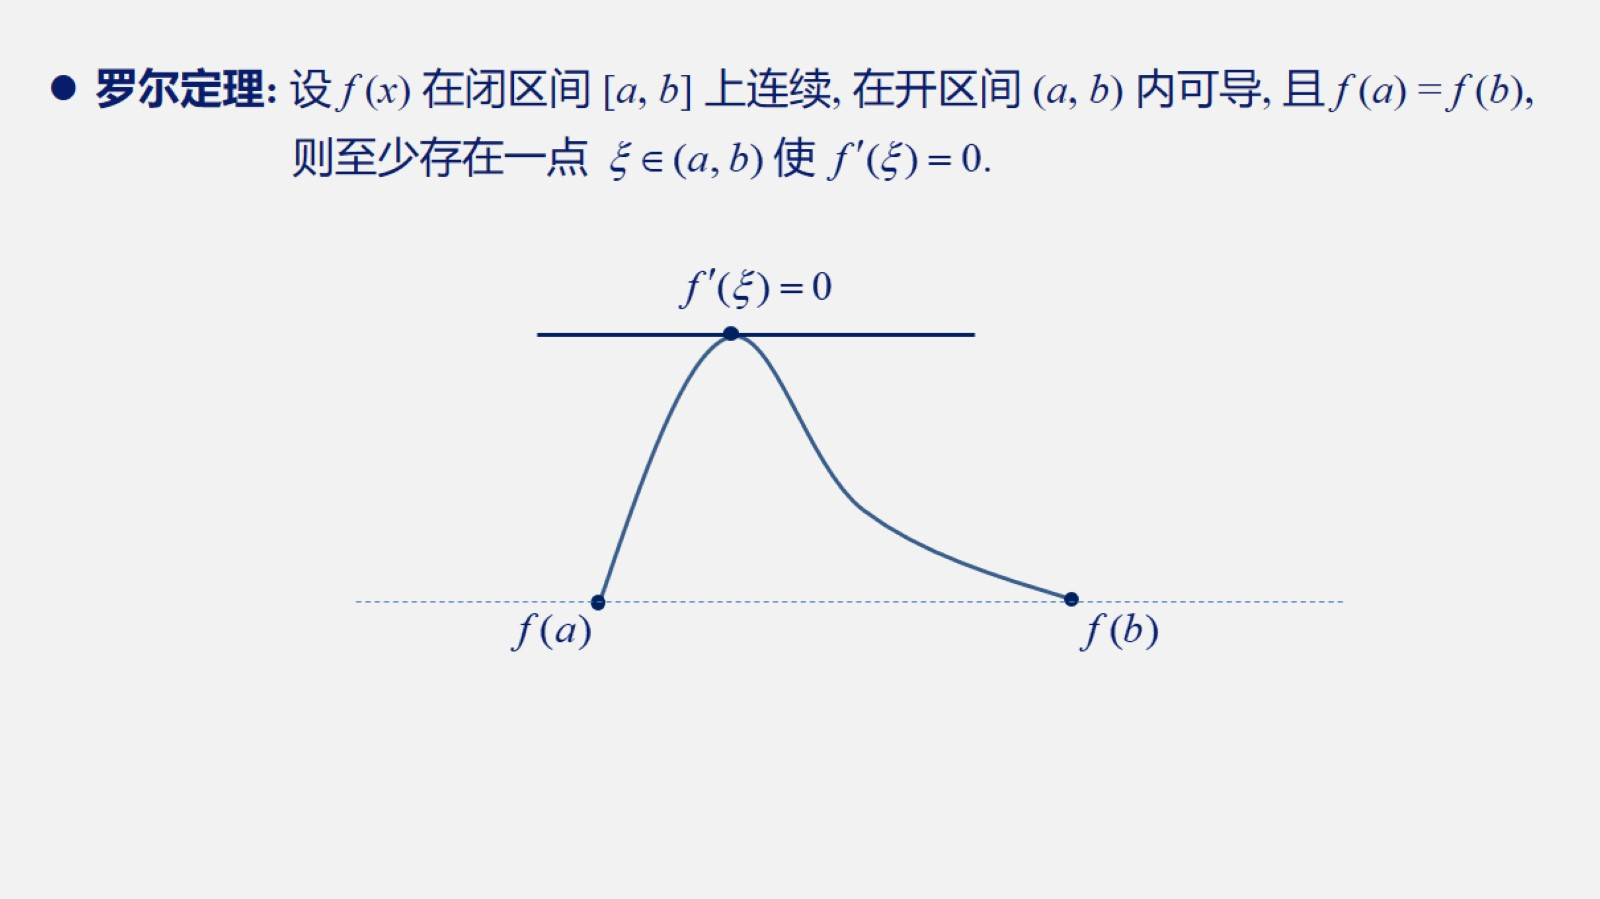 ● 罗尔定理: 设 f (x) 在闭区间 [a, b] 上连续, 在开区间 (a, b) 内可导, 且 f (a) = f (b),
则至少存在一点 ξ ∈ (a, b) 使 f ′(ξ) = 0.
f ′(ξ) = 0
f (a)
f (b)